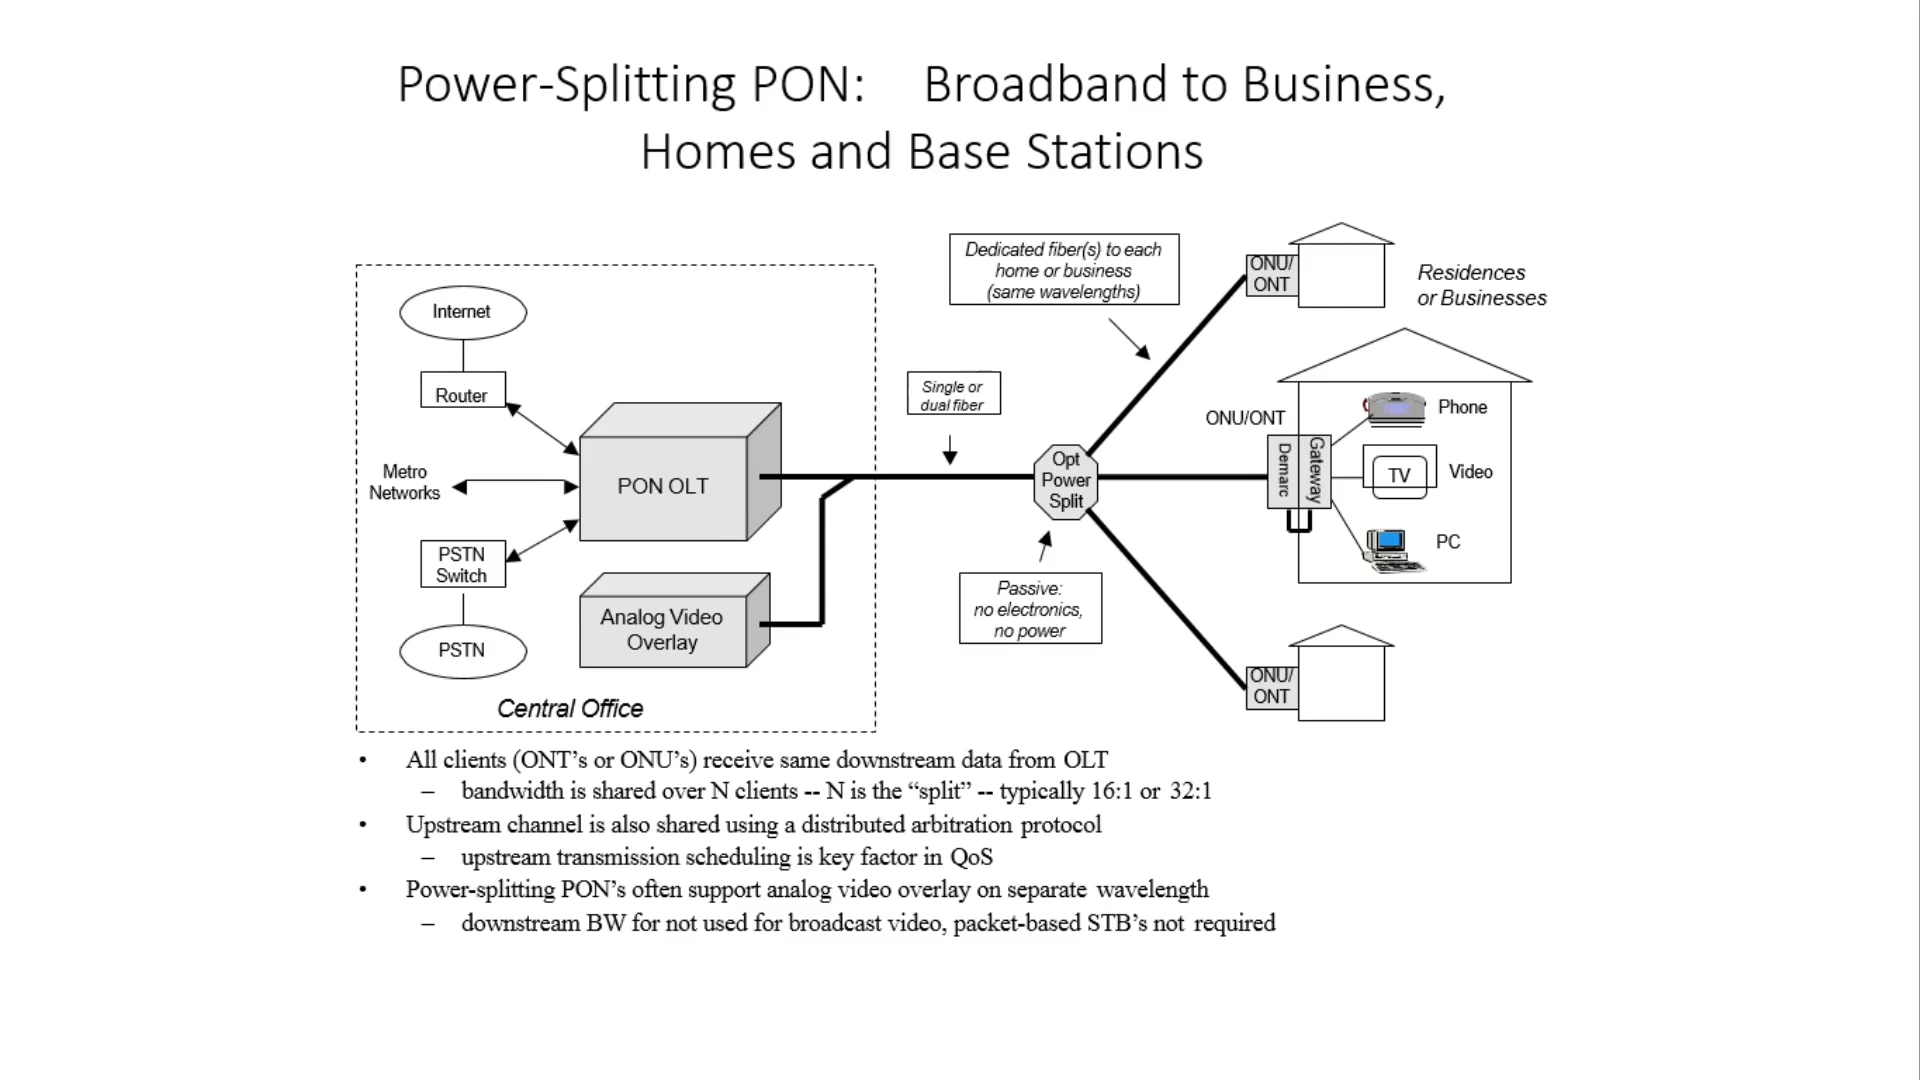 Power-Splitting PON: Broadband to Business,
Homes and Base Stations
Internet
Router
Metro
Networks
PSTN
Switch
PSTN
PON OLT
Analog Video
Overlay
Central Office
Single or
dual fiber
Dedicated fiber(s) to each
home or business
(same wavelengths)
Opt
Power
Split
Passive:
no electronics,
no power
ONU/
ONT
Residences
or Businesses
ONU/ONT
Demarc
Gateway
Phone
TV
Video
PC
ONU/
ONT
• All clients (ONT’s or ONU’s) receive same downstream data from OLT
– bandwidth is shared over N clients -- N is the “split” -- typically 16:1 or 32:1
• Upstream channel is also shared using a distributed arbitration protocol
– upstream transmission scheduling is key factor in QoS
• Power-splitting PON’s often support analog video overlay on separate wavelength
– downstream BW for not used for broadcast video, packet-based STB’s not required